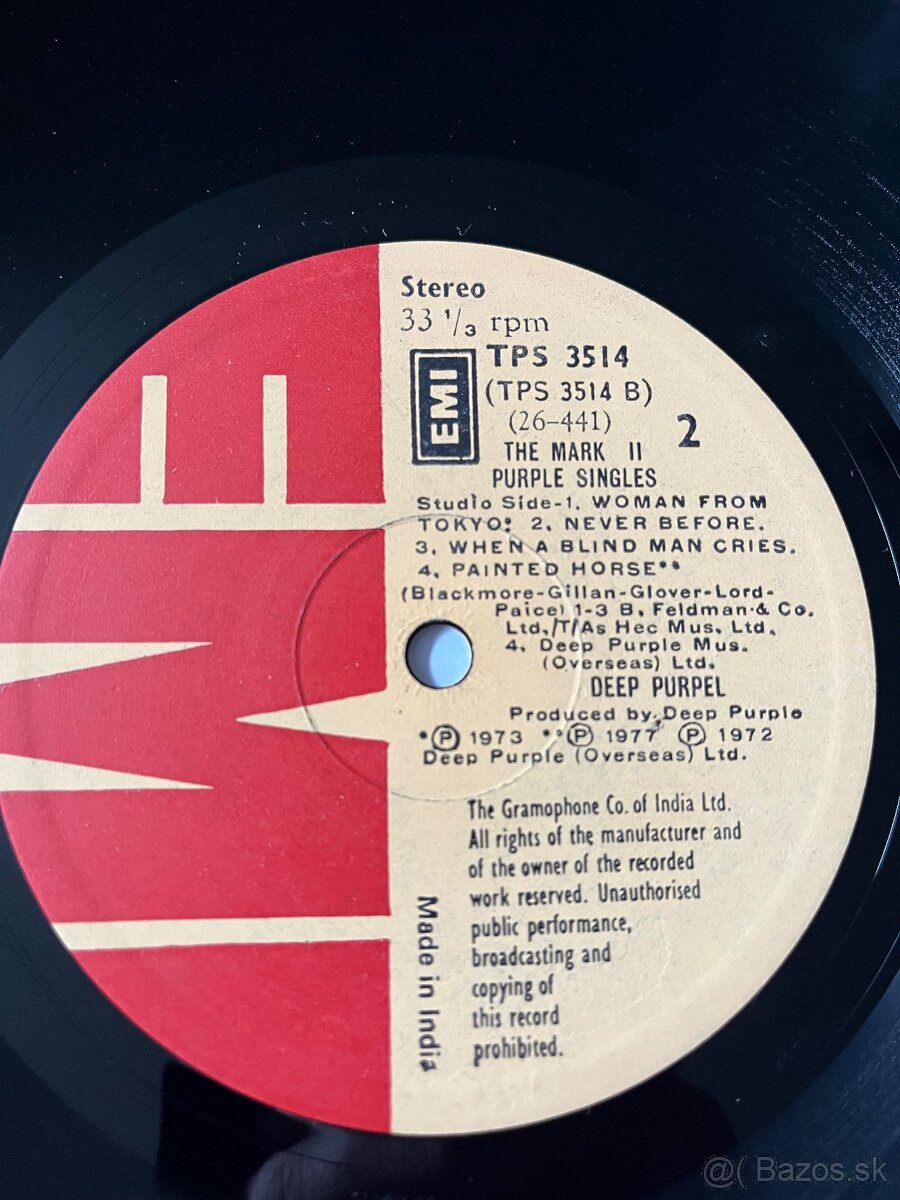 Stereo
33 1/3 rpm
EMI
TPS 3514
(TPS 3514 B)
(26-441)
2
THE MARK II
PURPLE SINGLES
Studio Side-1. WOMAN FROM
TOKYO* 2. NEVER BEFORE.
3. WHEN A BLIND MAN CRIES.
4. PAINTED HORSE**
(Blackmore-Gillan-Glover-Lord-
Paice) 1-3 B. Feldman & Co.
Ltd./T/As Hec Mus. Ltd.
4. Deep Purple Mus.
(Overseas) Ltd.
DEEP PURPEL
Produced by Deep Purple
*Ⓟ 1973 **Ⓟ 1977 Ⓟ 1972
Deep Purple (Overseas) Ltd.
The Gramophone Co. of India Ltd.
All rights of the manufacturer and
of the owner of the recorded
work reserved. Unauthorised
public performance,
broadcasting and
copying of
this record
prohibited.
Made in India
EMI
@( Bazos.sk